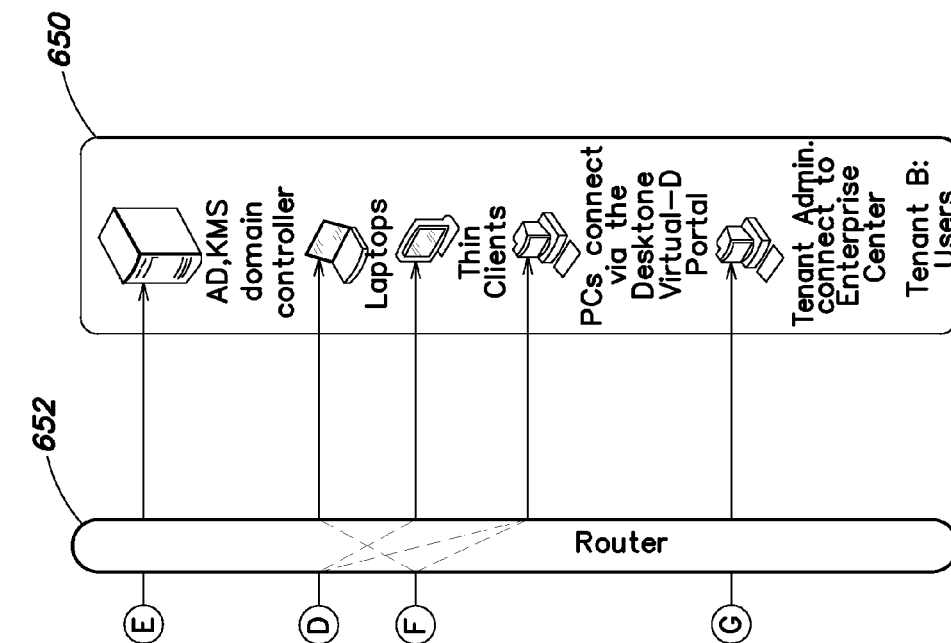 650
AD,KMS
domain
controller
Laptops
Thin
Clients
PCs connect
via the
Desktone
Virtual-D
Portal
Tenant Admin.
connect to
Enterprise
Center
Tenant B:
Users
652
Router
E
D
F
G